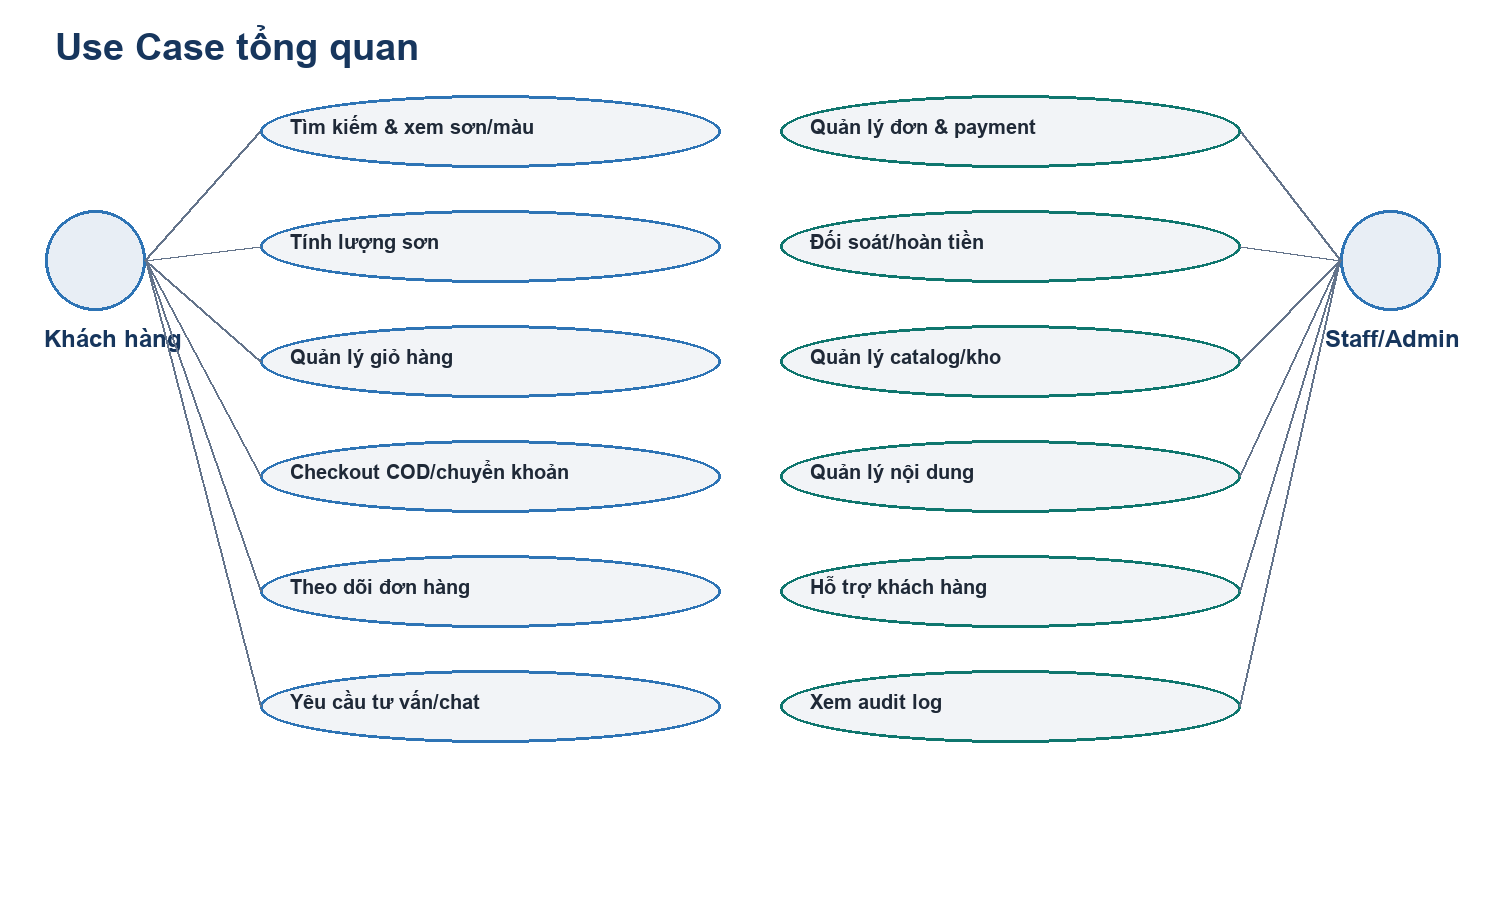 Use Case tổng quan
Tìm kiếm & xem sơn/màu
Tính lượng sơn
Quản lý giỏ hàng
Checkout COD/chuyển khoản
Theo dõi đơn hàng
Yêu cầu tư vấn/chat
Khách hàng
Quản lý đơn & payment
Đối soát/hoàn tiền
Quản lý catalog/kho
Quản lý nội dung
Hỗ trợ khách hàng
Xem audit log
Staff/Admin